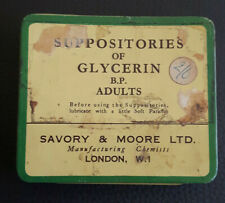 SUPPOSITORIES
OF
GLYCERIN
B.P.
ADULTS
Before using the Suppositories,
lubricate with a little Soft Paraffin
SAVORY & MOORE LTD.
Manufacturing Chemists
LONDON, W.1